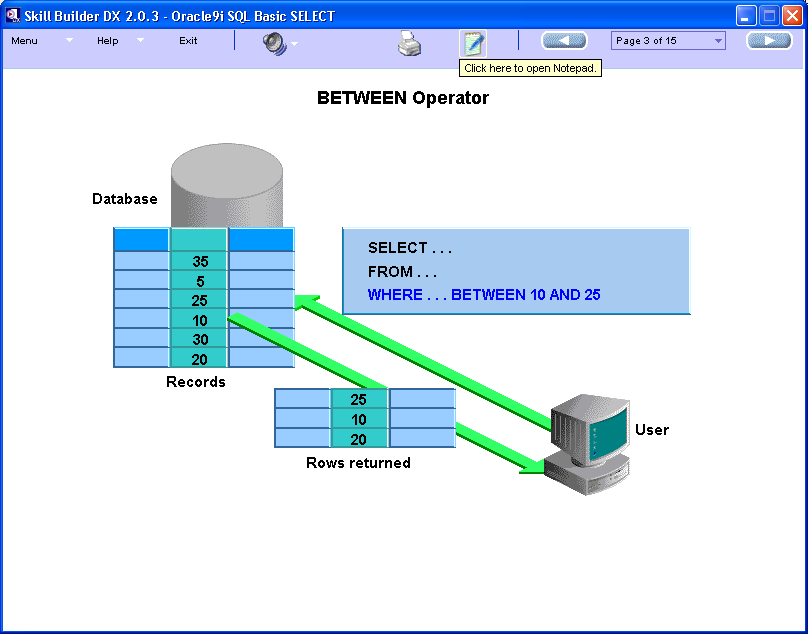 Skill Builder DX 2.0.3 - Oracle9i SQL Basic SELECT
Menu Help Exit Page 3 of 15
Click here to open Notepad.
BETWEEN Operator
Database
SELECT . . .
FROM . . .
WHERE . . . BETWEEN 10 AND 25
35
5
25
10
30
20
Records
25
10
20
Rows returned
User